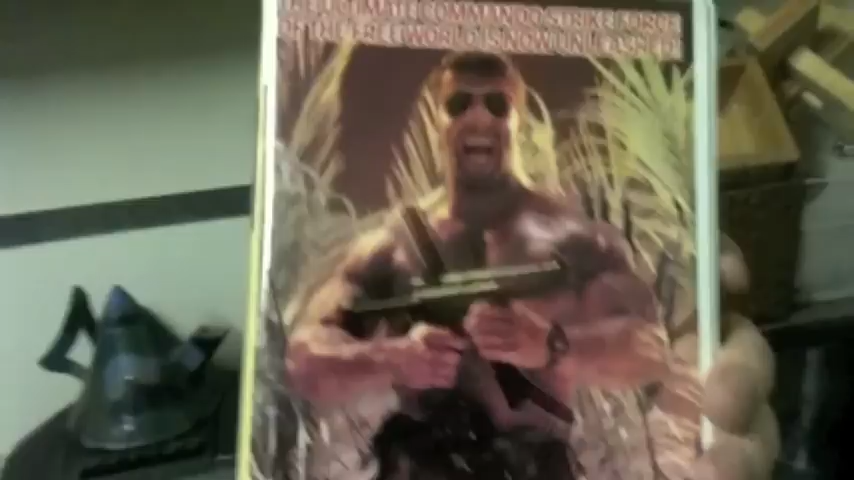 THE ULTIMATE COMMANDO STRIKE FORCE
OF THE FREE WORLD IS NOW UNLEASHED!